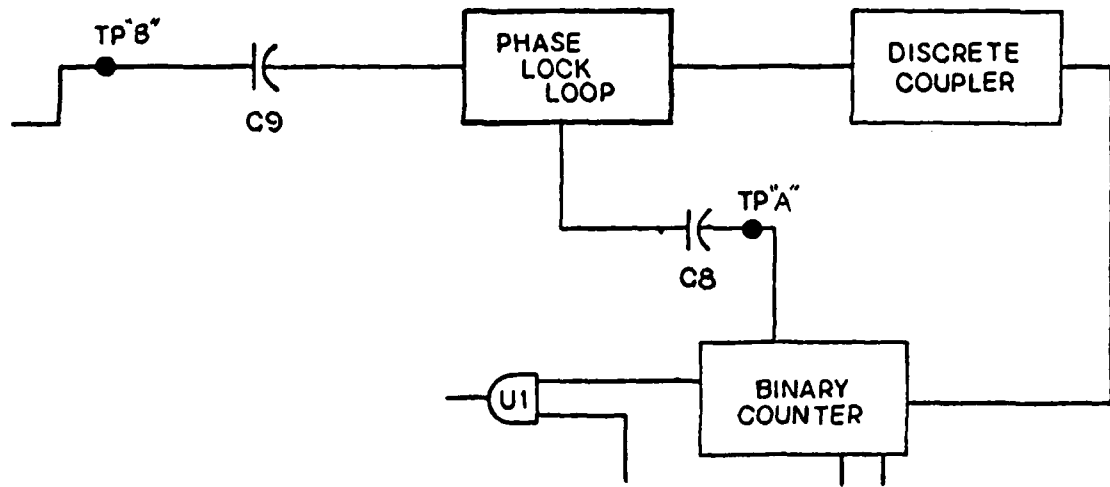 TP"B"
C9
PHASE
LOCK
LOOP
DISCRETE
COUPLER
TP"A"
C8
U1
BINARY
COUNTER